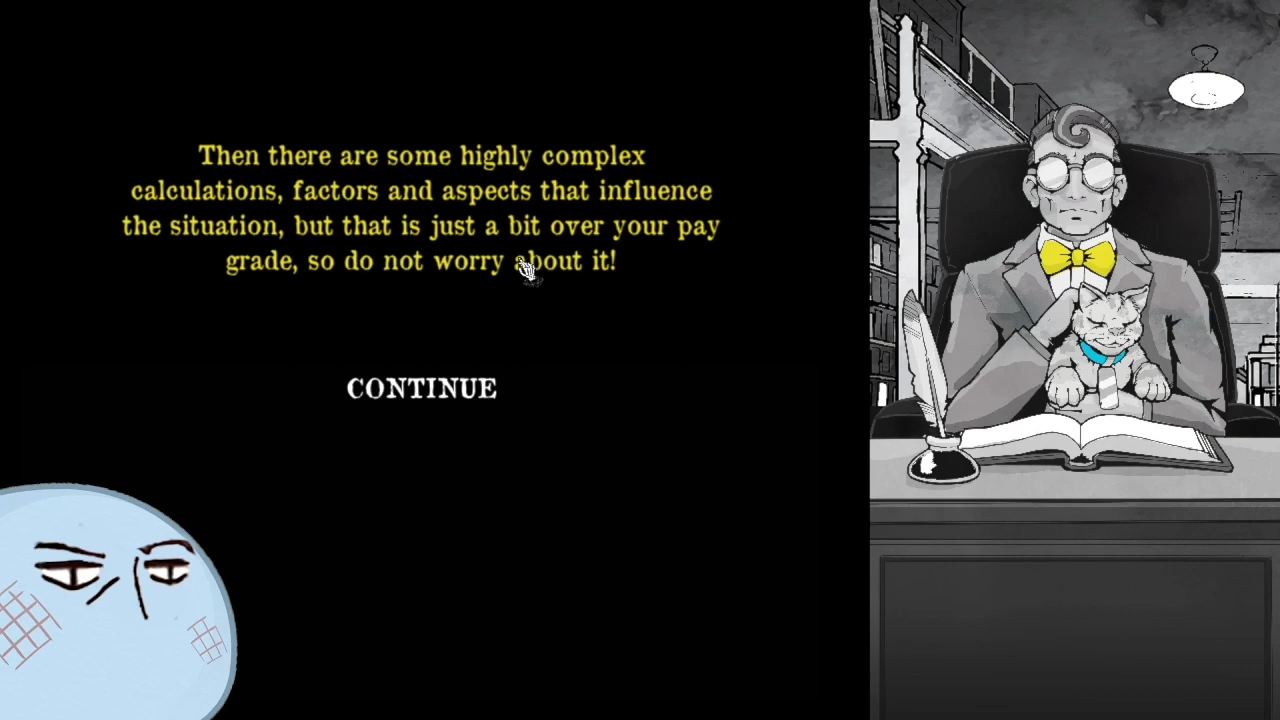 Then there are some highly complex
calculations, factors and aspects that influence
the situation, but that is just a bit over your pay
grade, so do not worry about it!
CONTINUE